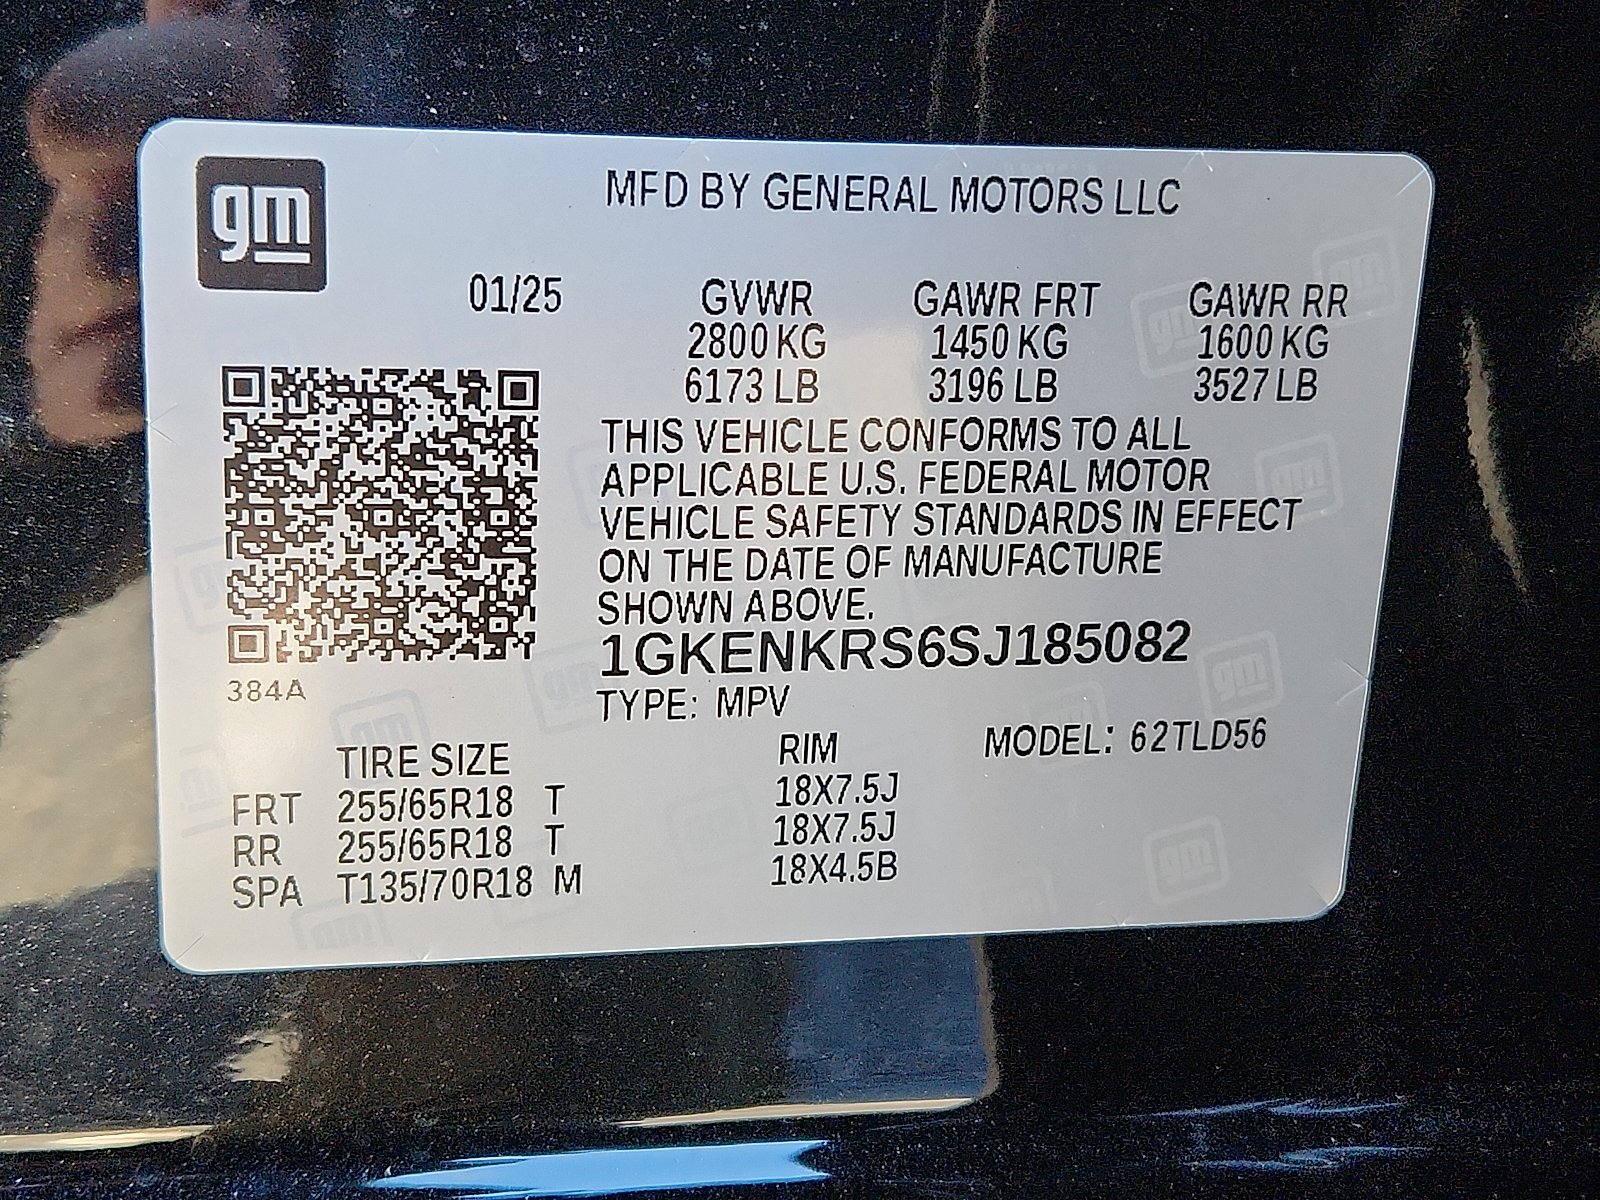 gm
MFD BY GENERAL MOTORS LLC
01/25 GVWR GAWR FRT GAWR RR
2800 KG 1450 KG 1600 KG
6173 LB 3196 LB 3527 LB
THIS VEHICLE CONFORMS TO ALL
APPLICABLE U.S. FEDERAL MOTOR
VEHICLE SAFETY STANDARDS IN EFFECT
ON THE DATE OF MANUFACTURE
SHOWN ABOVE.
1GKENKRS6SJ185082
384A
TYPE: MPV
TIRE SIZE RIM MODEL: 62TLD56
FRT 255/65R18 T 18X7.5J
RR 255/65R18 T 18X7.5J
SPA T135/70R18 M 18X4.5B